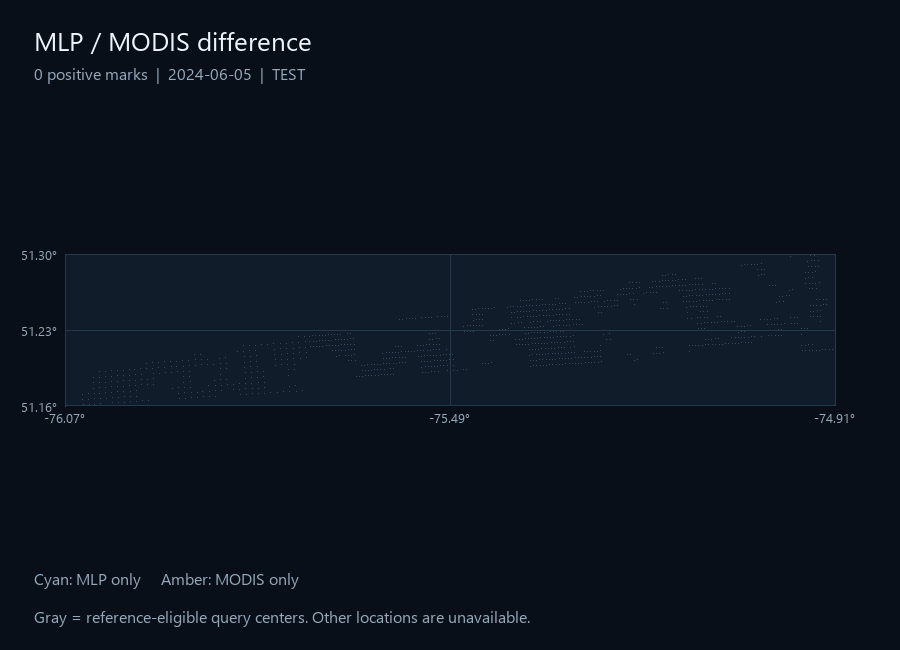 MLP / MODIS difference
0 positive marks | 2024-06-05 | TEST
51.30°
51.23°
51.16°
-76.07° -75.49° -74.91°
Cyan: MLP only Amber: MODIS only
Gray = reference-eligible query centers. Other locations are unavailable.